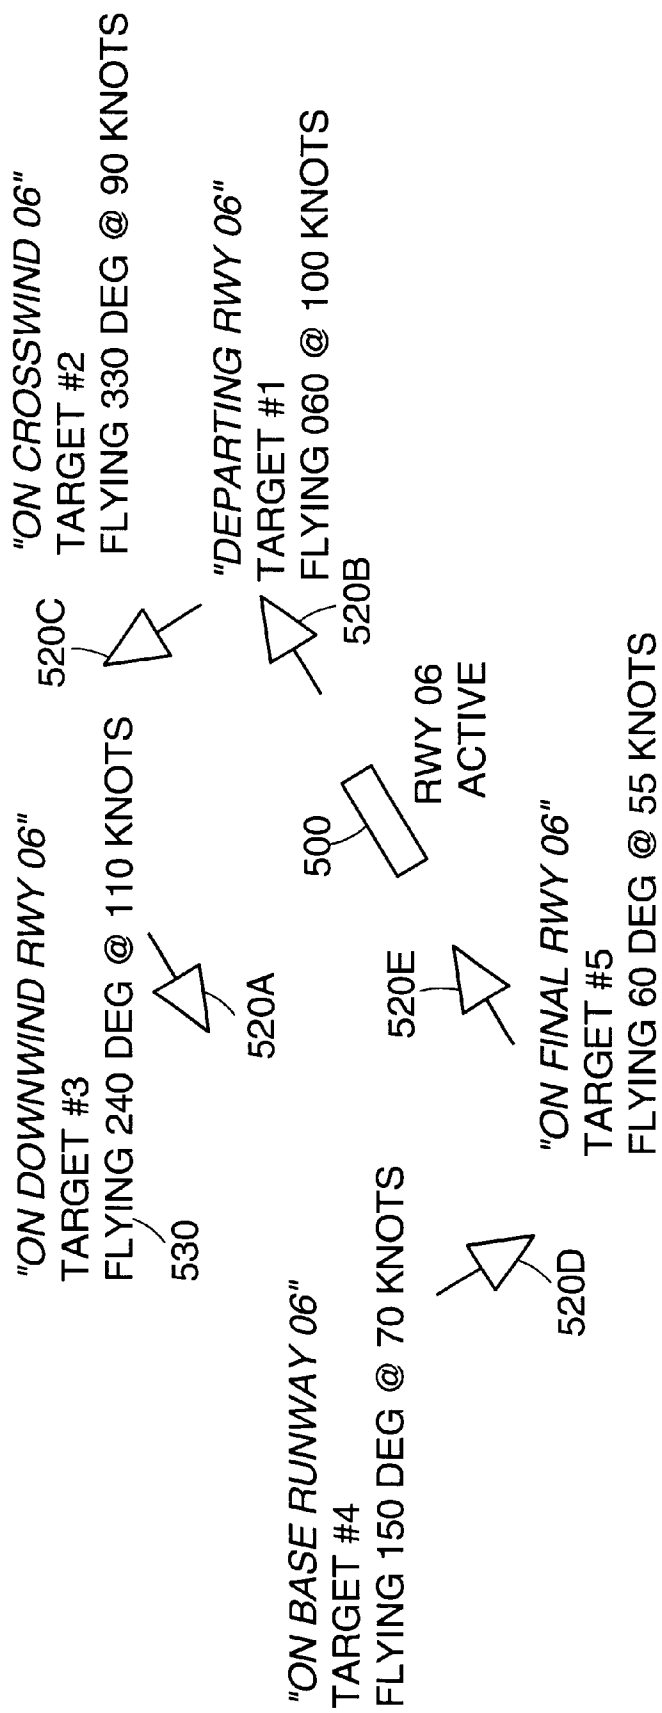 "ON CROSSWIND 06"
TARGET #2
FLYING 330 DEG @ 90 KNOTS
520C
"DEPARTING RWY 06"
TARGET #1
FLYING 060 @ 100 KNOTS
520B
"ON DOWNWIND RWY 06"
TARGET #3
FLYING 240 DEG @ 110 KNOTS
530
520A
500
RWY 06
ACTIVE
"ON BASE RUNWAY 06"
TARGET #4
FLYING 150 DEG @ 70 KNOTS
520D
520E
"ON FINAL RWY 06"
TARGET #5
FLYING 60 DEG @ 55 KNOTS